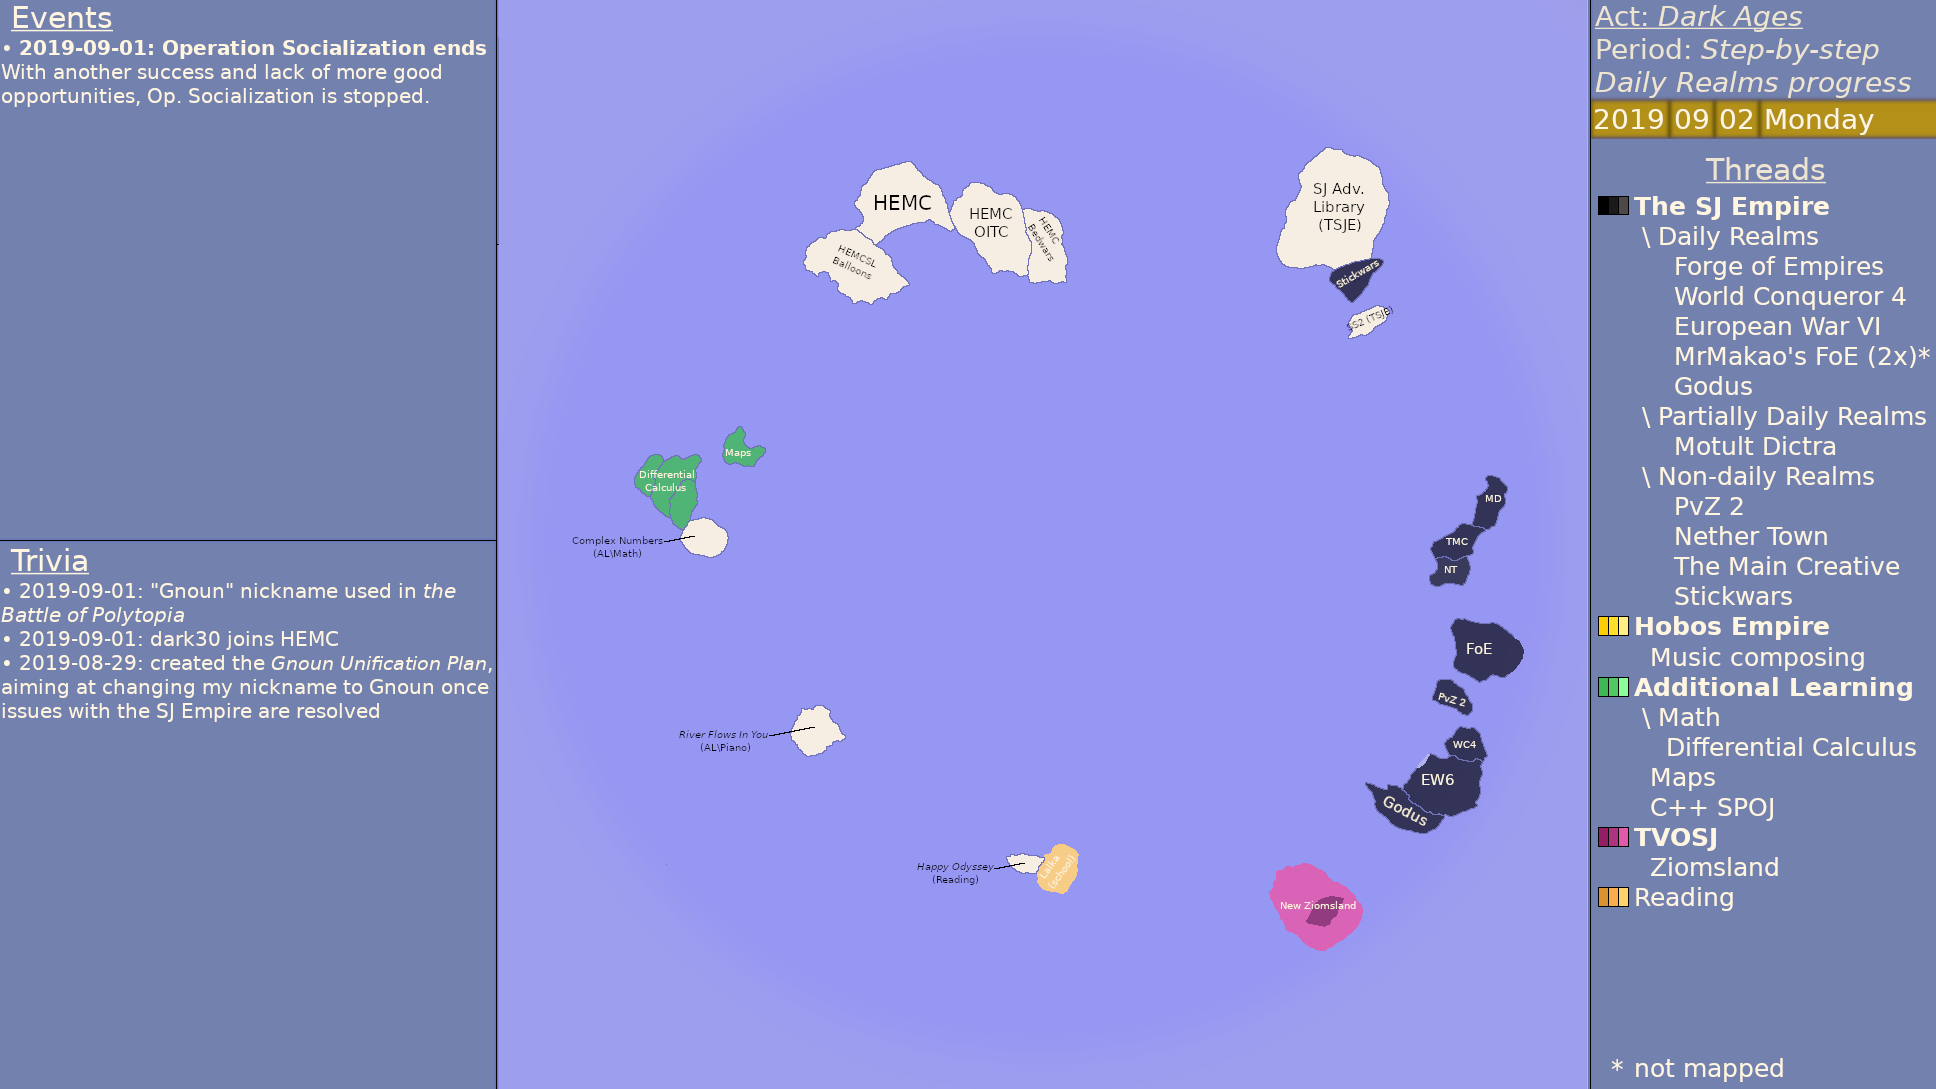 Events
• 2019-09-01: Operation Socialization ends
With another success and lack of more good
opportunities, Op. Socialization is stopped.
Trivia
• 2019-09-01: "Gnoun" nickname used in the
Battle of Polytopia
• 2019-09-01: dark30 joins HEMC
• 2019-08-29: created the Gnoun Unification Plan,
aiming at changing my nickname to Gnoun once
issues with the SJ Empire are resolved
HEMC
HEMC
OITC
HEMC
Bedwars
HEMCSL
Balloons
SJ Adv.
Library
(TSJE)
Stickwars
SS2 (TSJE)
Maps
Differential
Calculus
Complex Numbers
(AL\Math)
MD
TMC
NT
FoE
PvZ 2
WC4
EW6
Godus
River Flows In You
(AL\Piano)
Happy Odyssey
(Reading)
Lalka
(school)
New Ziomsland
Act: Dark Ages
Period: Step-by-step
Daily Realms progress
2019 09 02 Monday
Threads
The SJ Empire
\ Daily Realms
Forge of Empires
World Conqueror 4
European War VI
MrMakao's FoE (2x)*
Godus
\ Partially Daily Realms
Motult Dictra
\ Non-daily Realms
PvZ 2
Nether Town
The Main Creative
Stickwars
Hobos Empire
Music composing
Additional Learning
\ Math
Differential Calculus
Maps
C++ SPOJ
TVOSJ
Ziomsland
Reading
* not mapped